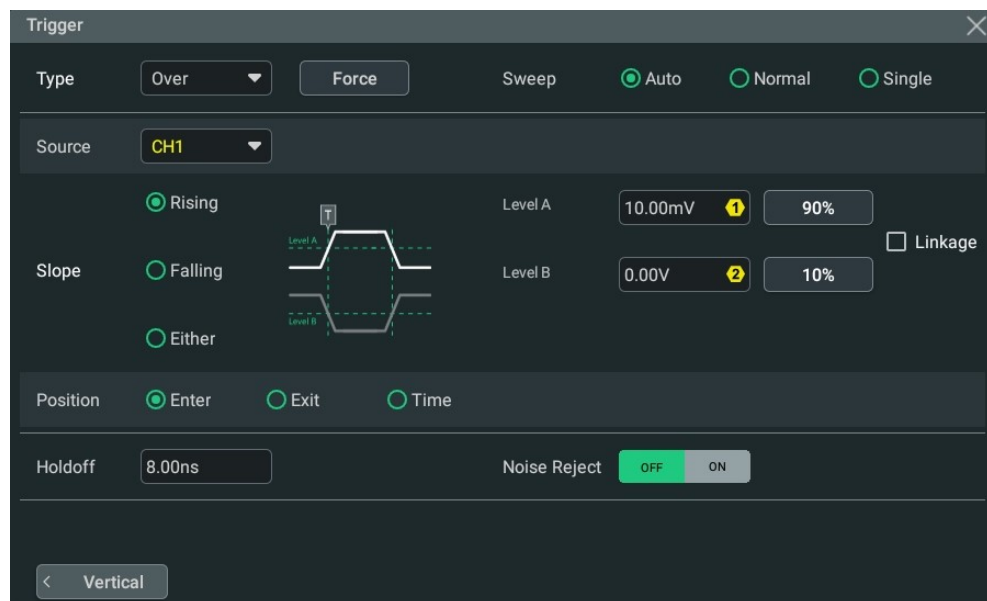 Trigger
Type Over Force Sweep Auto Normal Single
Source CH1
Rising
T
Level A
Level A 10.00mV 1 90%
Linkage
Slope Falling
Level B 0.00V 2 10%
Level B
Either
Position Enter Exit Time
Holdoff 8.00ns Noise Reject OFF ON
< Vertical